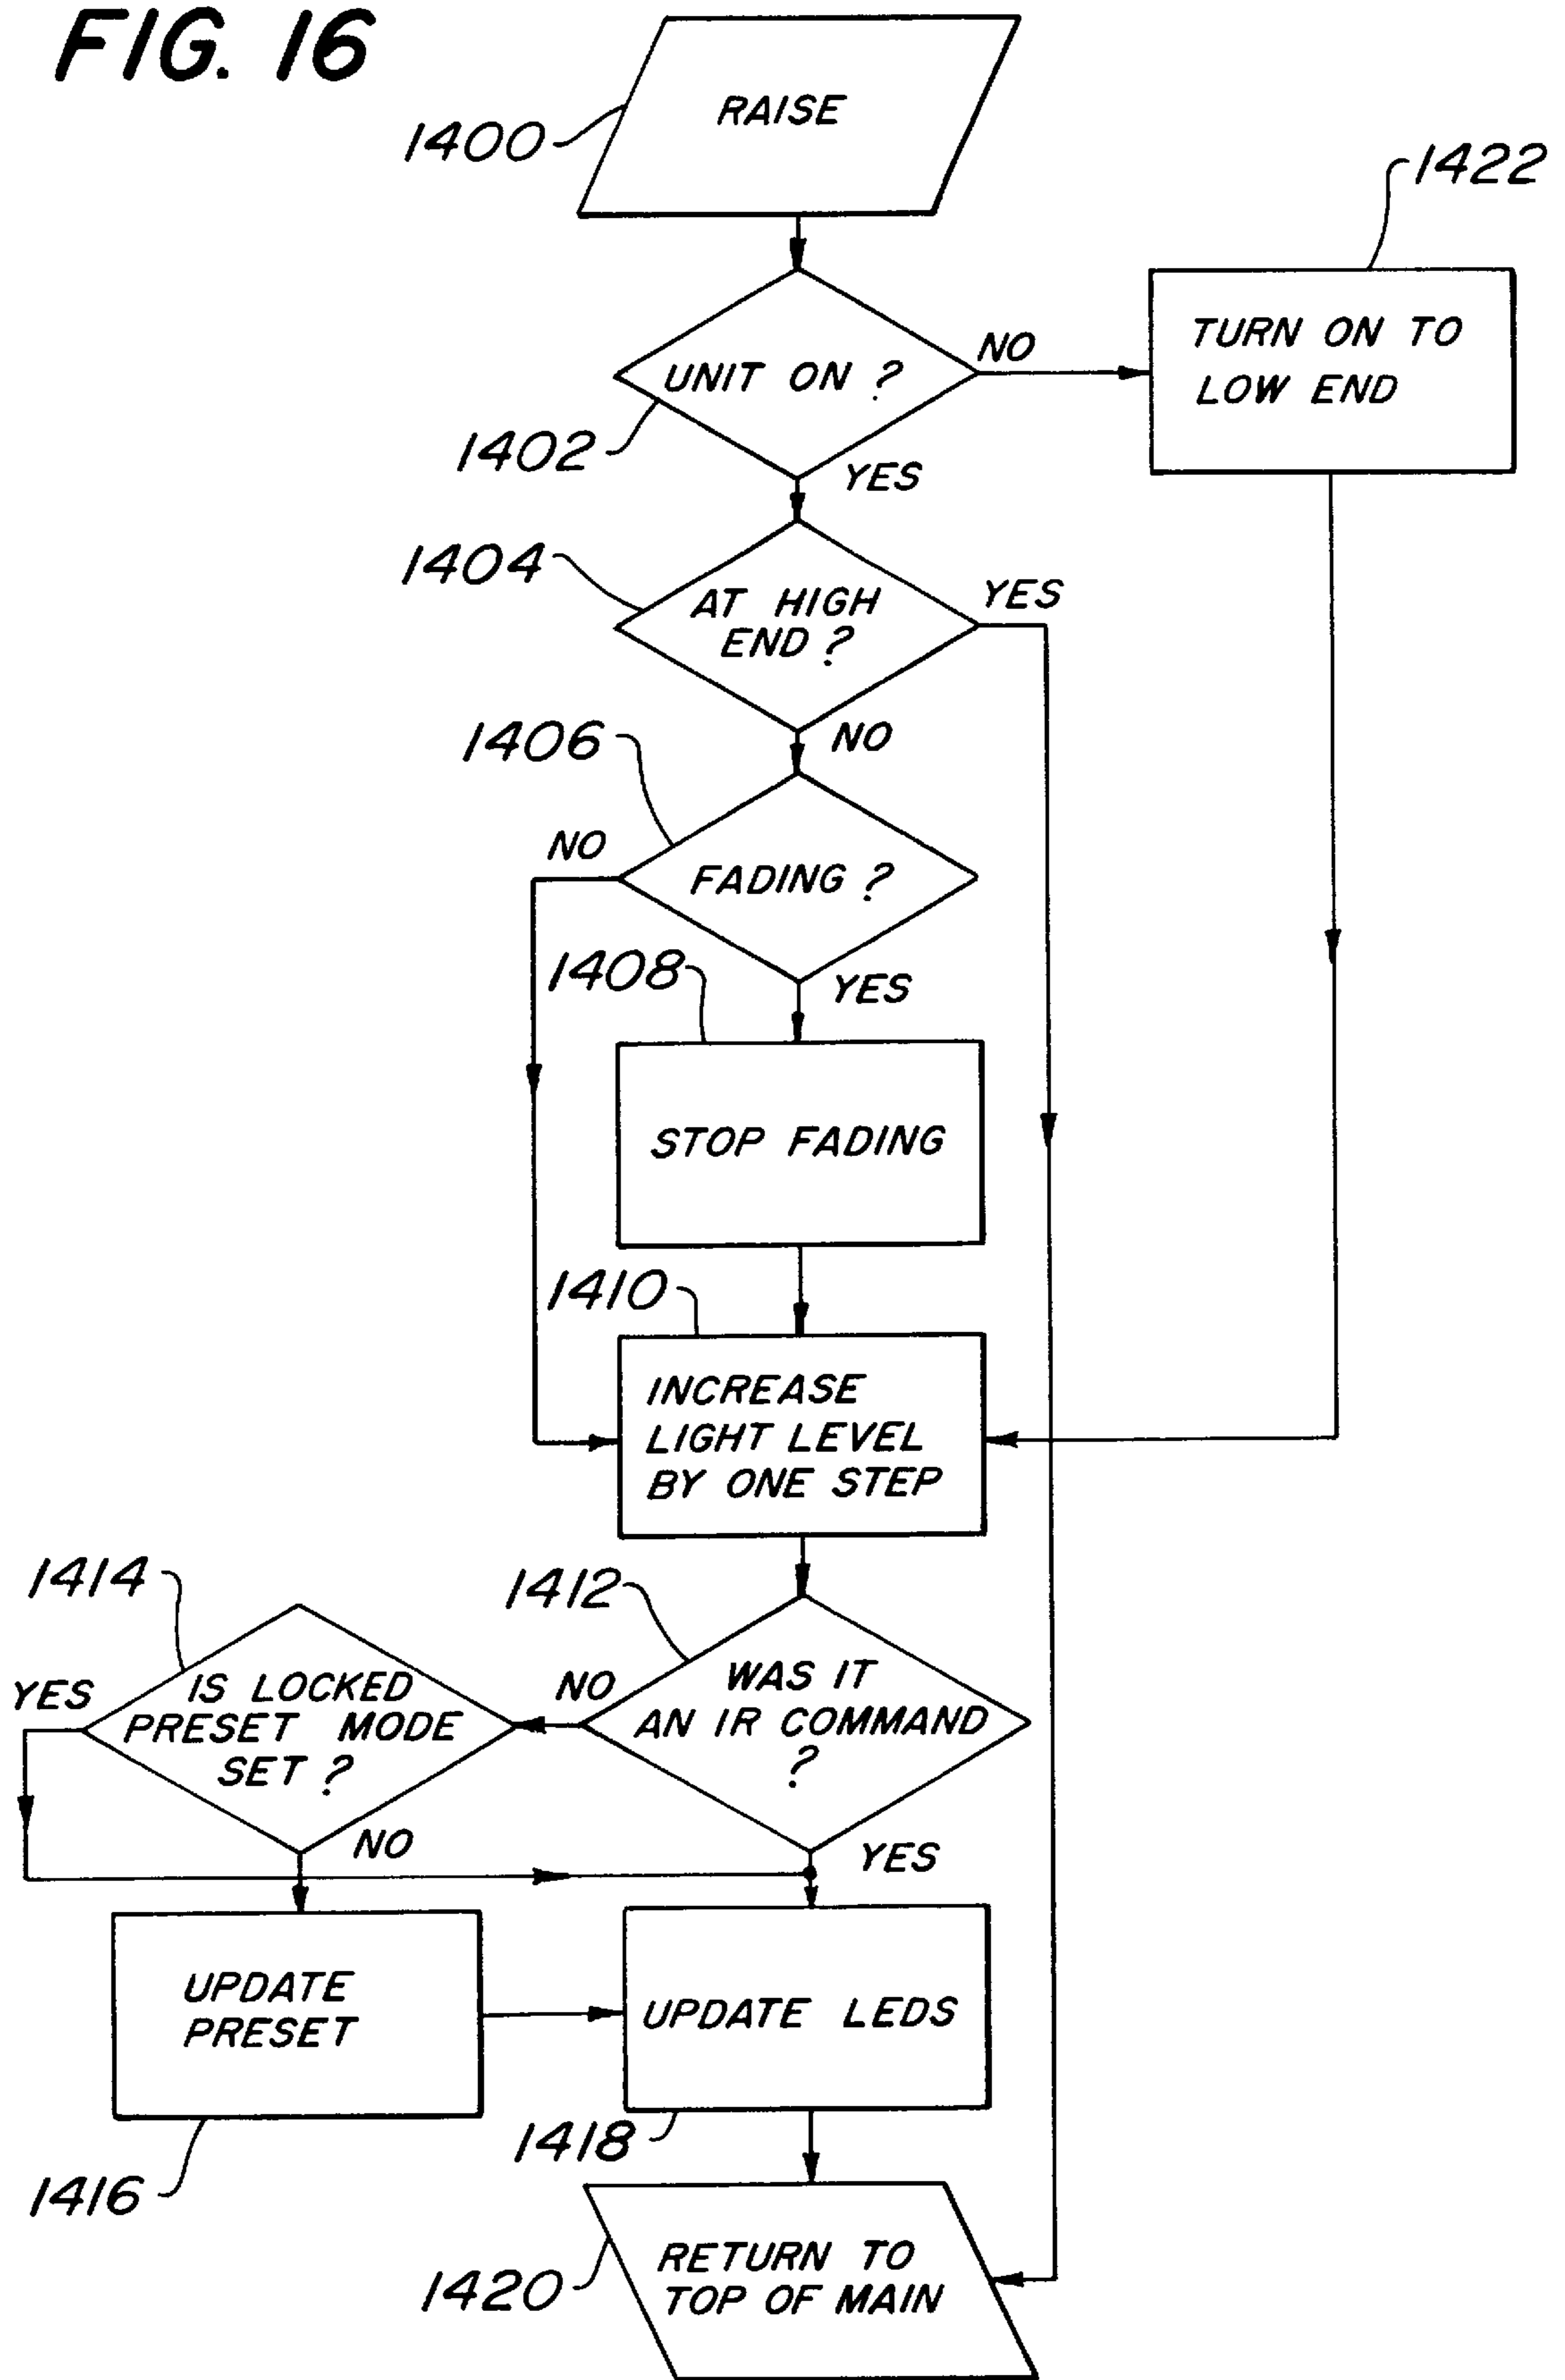 FIG. 16
RAISE
1400
1422
UNIT ON ?
NO
TURN ON TO
LOW END
1402
YES
1404
AT HIGH
END ?
YES
1406
NO
NO
FADING ?
1408
YES
STOP FADING
1410
INCREASE
LIGHT LEVEL
BY ONE STEP
1414
1412
YES
IS LOCKED
PRESET MODE
SET ?
NO
WAS IT
AN IR COMMAND
?
NO
YES
UPDATE
PRESET
UPDATE LEDS
1416
1418
1420
RETURN TO
TOP OF MAIN